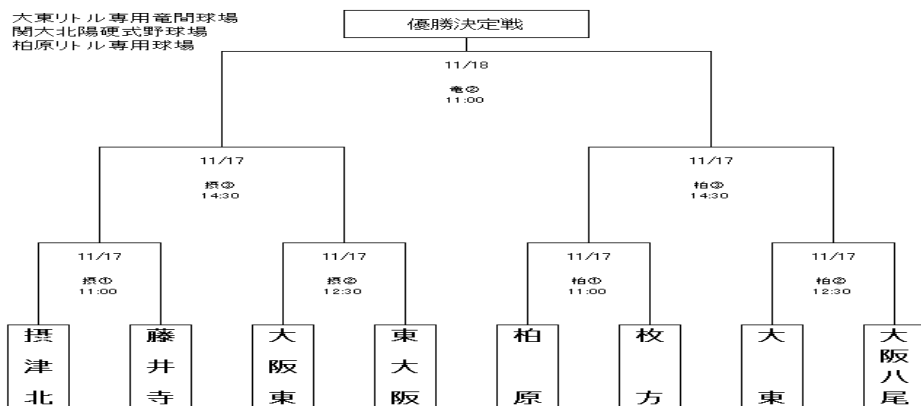 大東リトル専用竜間球場
関大北陽硬式野球場
柏原リトル専用球場
優勝決定戦
11/18
竜②
11:00
11/17
摂③
14:30
11/17
柏③
14:30
11/17
摂①
11:00
11/17
摂②
12:30
11/17
柏①
11:00
11/17
柏②
12:30
摂津北
藤井寺
大阪東
東大阪
柏原
枚方
大東
大阪八尾